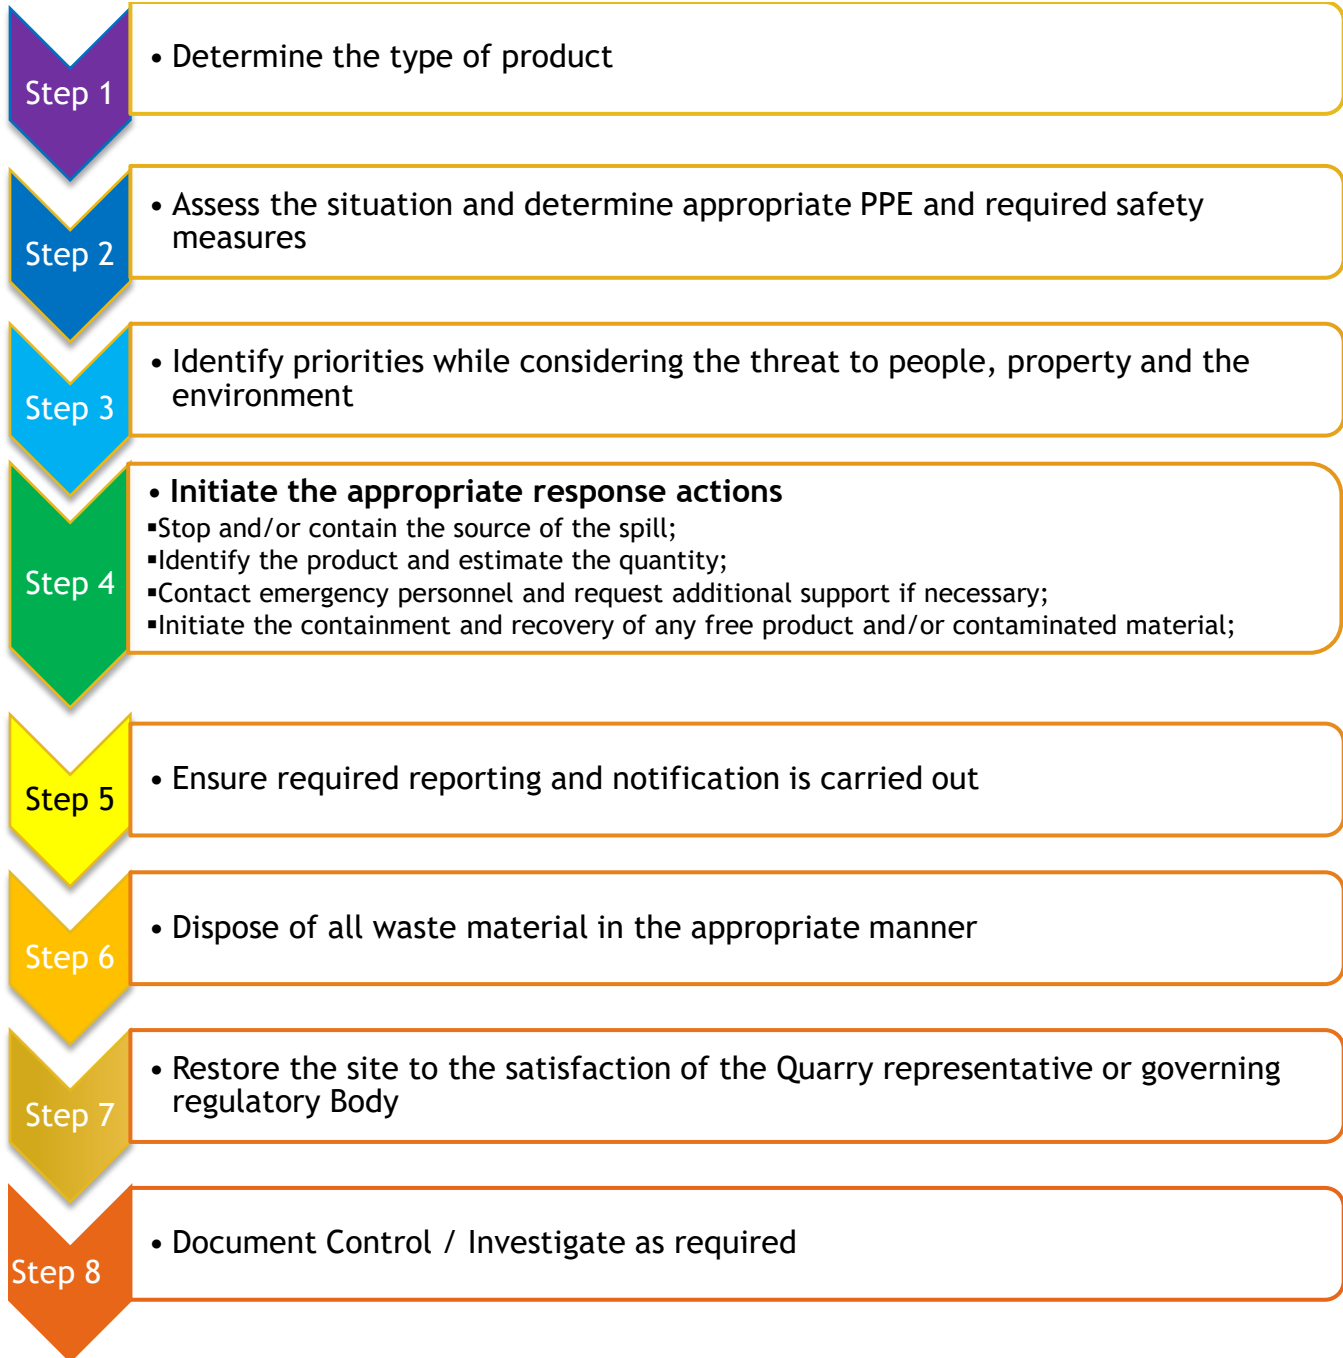 Step 1
• Determine the type of product
Step 2
• Assess the situation and determine appropriate PPE and required safety
measures
Step 3
• Identify priorities while considering the threat to people, property and the
environment
Step 4
• Initiate the appropriate response actions
▪Stop and/or contain the source of the spill;
▪Identify the product and estimate the quantity;
▪Contact emergency personnel and request additional support if necessary;
▪Initiate the containment and recovery of any free product and/or contaminated material;
Step 5
• Ensure required reporting and notification is carried out
Step 6
• Dispose of all waste material in the appropriate manner
Step 7
• Restore the site to the satisfaction of the Quarry representative or governing
regulatory Body
Step 8
• Document Control / Investigate as required